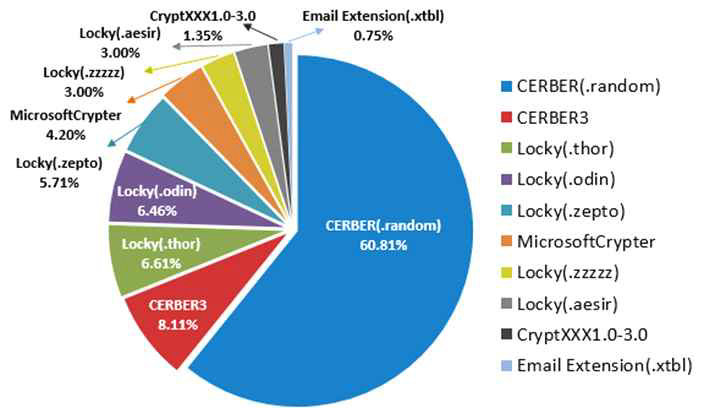 CryptXXX1.0-3.0
1.35%
Email Extension(.xtbl)
0.75%
Locky(.aesir)
3.00%
Locky(.zzzzz)
3.00%
MicrosoftCrypter
4.20%
Locky(.zepto)
5.71%
Locky(.odin)
6.46%
Locky(.thor)
6.61%
CERBER3
8.11%
CERBER(.random)
60.81%
CERBER(.random)
CERBER3
Locky(.thor)
Locky(.odin)
Locky(.zepto)
MicrosoftCrypter
Locky(.zzzzz)
Locky(.aesir)
CryptXXX1.0-3.0
Email Extension(.xtbl)